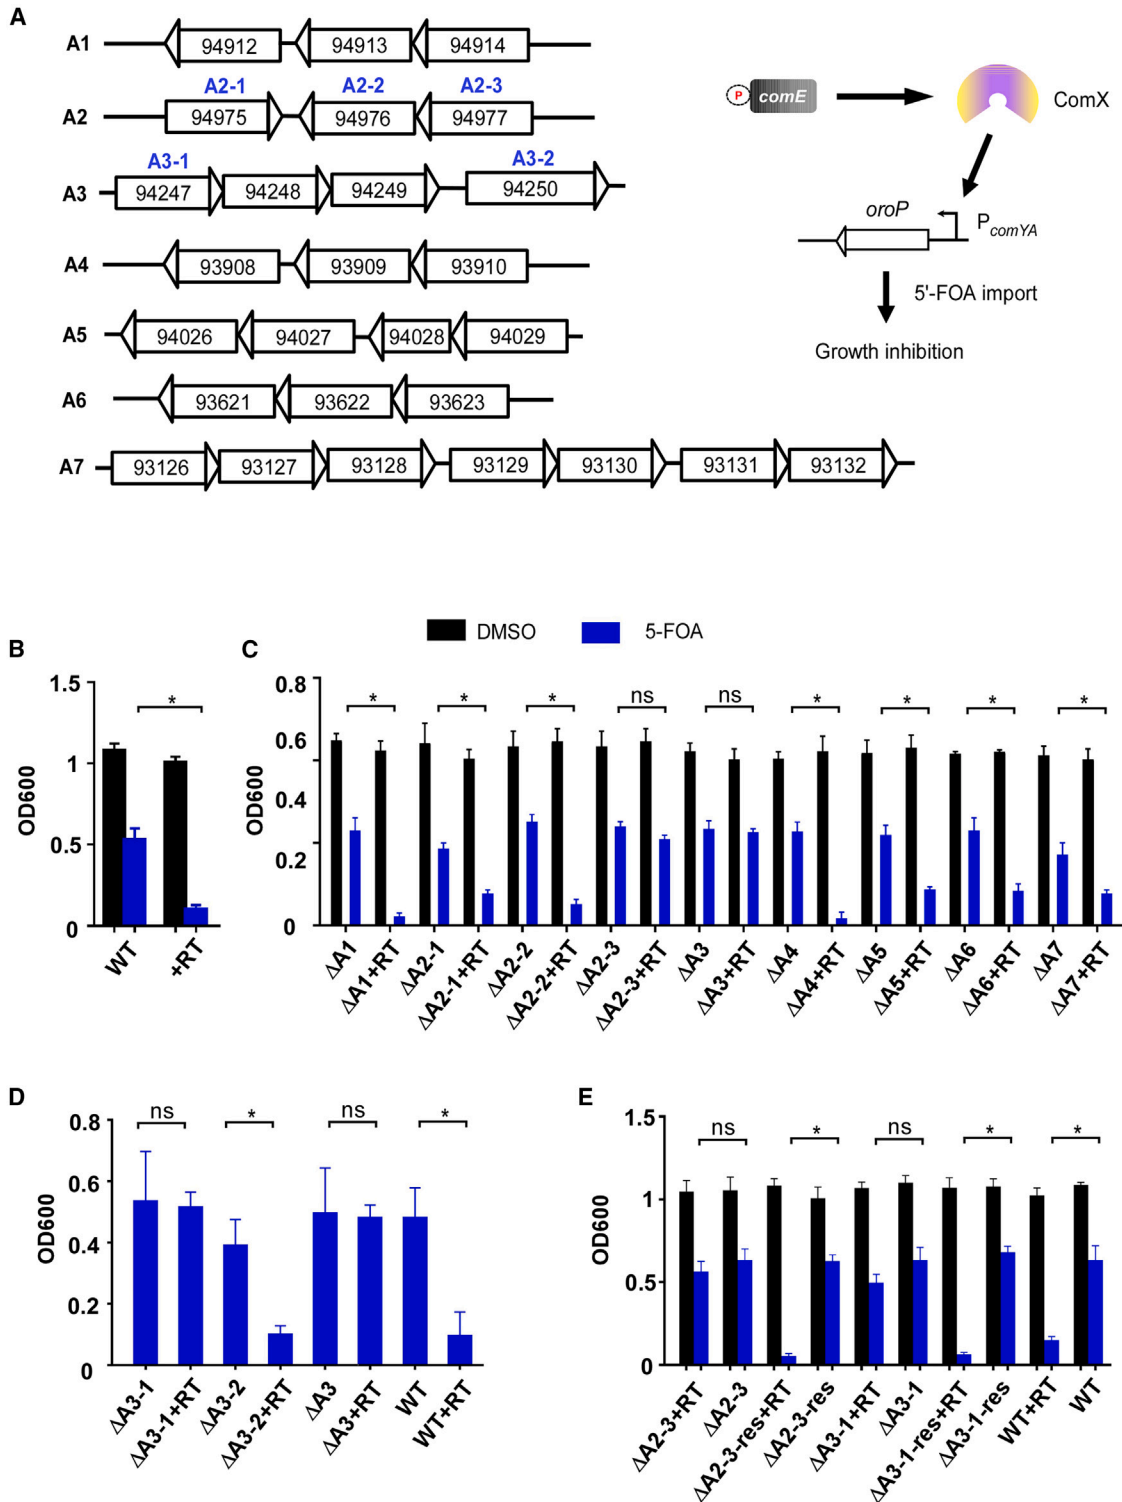 A
A1 94912 94913 94914
A2-1 A2-2 A2-3
A2 94975 94976 94977
A3-1 A3-2
A3 94247 94248 94249 94250
A4 93908 93909 93910
A5 94026 94027 94028 94029
A6 93621 93622 93623
A7 93126 93127 93128 93129 93130 93131 93132
P comE ComX
oroP PcomYA
5'-FOA import
Growth inhibition
DMSO 5-FOA
B
1.5
1
0.5
0
OD600
*
WT +RT
C
0.8
0.6
0.4
0.2
0
OD600
* * * ns ns * * * *
ΔA1 ΔA1+RT ΔA2-1 ΔA2-1+RT ΔA2-2 ΔA2-2+RT ΔA2-3 ΔA2-3+RT ΔA3 ΔA3+RT ΔA4 ΔA4+RT ΔA5 ΔA5+RT ΔA6 ΔA6+RT ΔA7 ΔA7+RT
D
0.8
0.6
0.4
0.2
0
OD600
ns * ns *
ΔA3-1 ΔA3-1+RT ΔA3-2 ΔA3-2+RT ΔA3 ΔA3+RT WT WT+RT
E
1.5
1
0.5
0
OD600
ns * ns * *
ΔA2-3+RT ΔA2-3 ΔA2-3-res+RT ΔA2-3-res ΔA3-1+RT ΔA3-1 ΔA3-1-res+RT ΔA3-1-res WT+RT WT